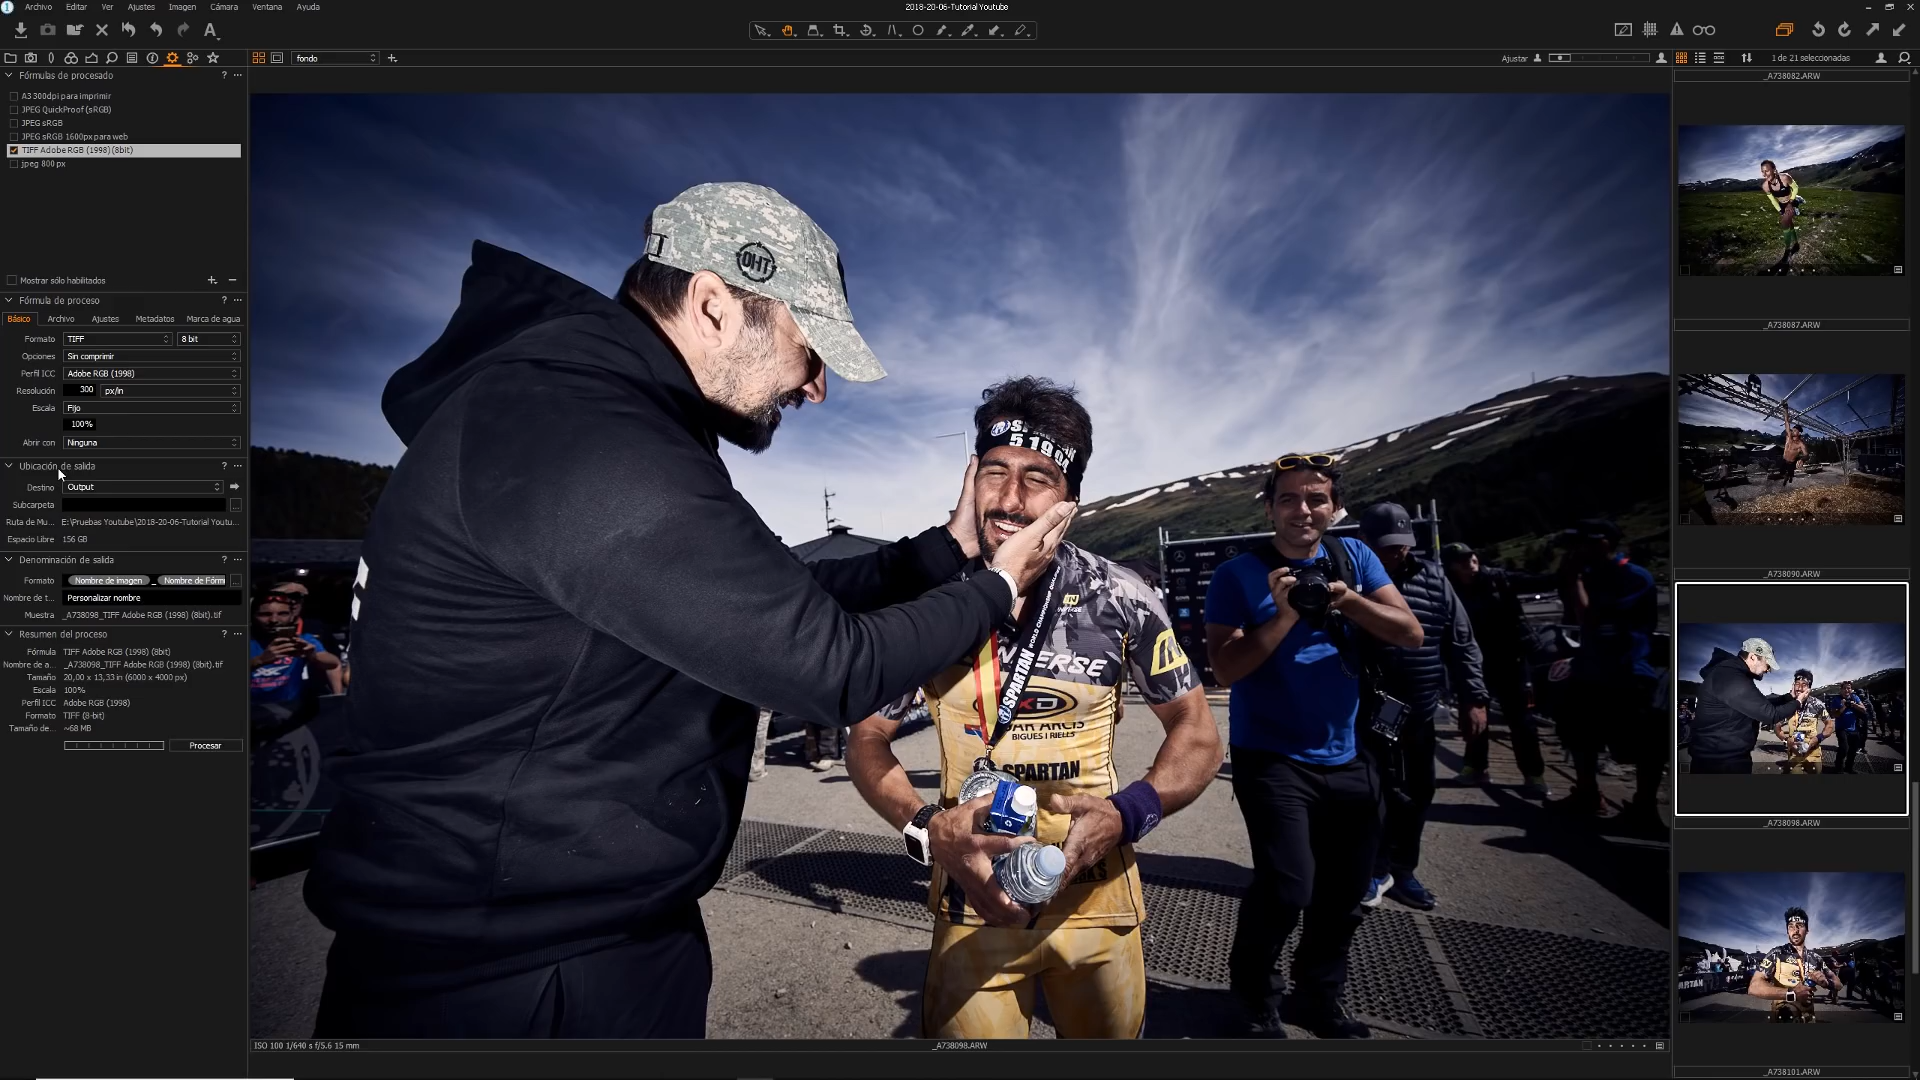 Archivo Editar Ver Ajustes Imagen Cámara Ventana Ayuda
2018-20-06-Tutorial Youtube
fondo
Ajustar
1 de 21 seleccionadas
Fórmulas de procesado
A3 300dpi para imprimir
JPEG QuickProof (sRGB)
JPEG sRGB
JPEG sRGB 1600px para web
TIFF Adobe RGB (1998) (8bit)
jpeg 800 px
Mostrar sólo habilitados
Fórmula de proceso
Básico Archivo Ajustes Metadatos Marca de agua
Formato TIFF 8 bit
Opciones Sin comprimir
Perfil ICC Adobe RGB (1998)
Resolución 300 px/in
Escala Fijo
100%
Abrir con Ninguna
Ubicación de salida
Destino Output
Subcarpeta
Ruta de Mu... E:\Pruebas Youtube\2018-20-06-Tutorial Youtu...
Espacio Libre 156 GB
Denominación de salida
Formato Nombre de imagen _ Nombre de Fórm
Nombre de t... Personalizar nombre
Muestra _A738098_TIFF Adobe RGB (1998) (8bit).tif
Resumen del proceso
Fórmula TIFF Adobe RGB (1998) (8bit)
Nombre de a... _A738098_TIFF Adobe RGB (1998) (8bit).tif
Tamaño 20,00 x 13,33 in (6000 x 4000 px)
Escala 100%
Perfil ICC Adobe RGB (1998)
Formato TIFF (8-bit)
Tamaño de... ~68 MB
Procesar
OHT
5199
SPARTAN WORLD CHAMPIONSHIP
VERSE
KD
BIGUES I RIELLS
SPARTAN
ISO 100 1/640 s f/5.6 15 mm
_A738098.ARW
_A738082.ARW
_A738087.ARW
_A738090.ARW
_A738098.ARW
SPARTAN
_A738101.ARW